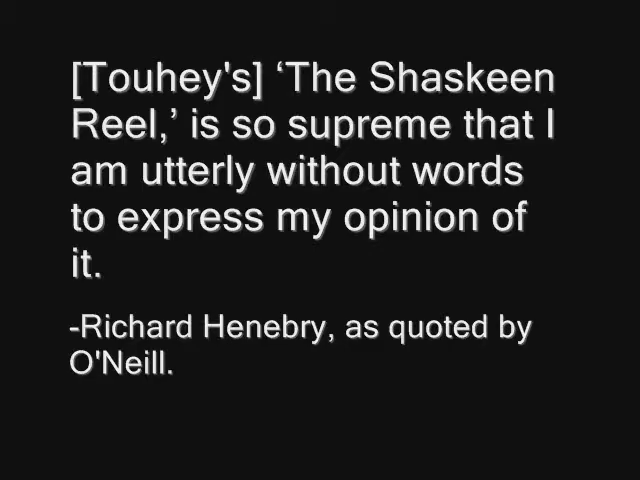 [Touhey's] ‘The Shaskeen
Reel,’ is so supreme that I
am utterly without words
to express my opinion of
it.
-Richard Henebry, as quoted by
O'Neill.